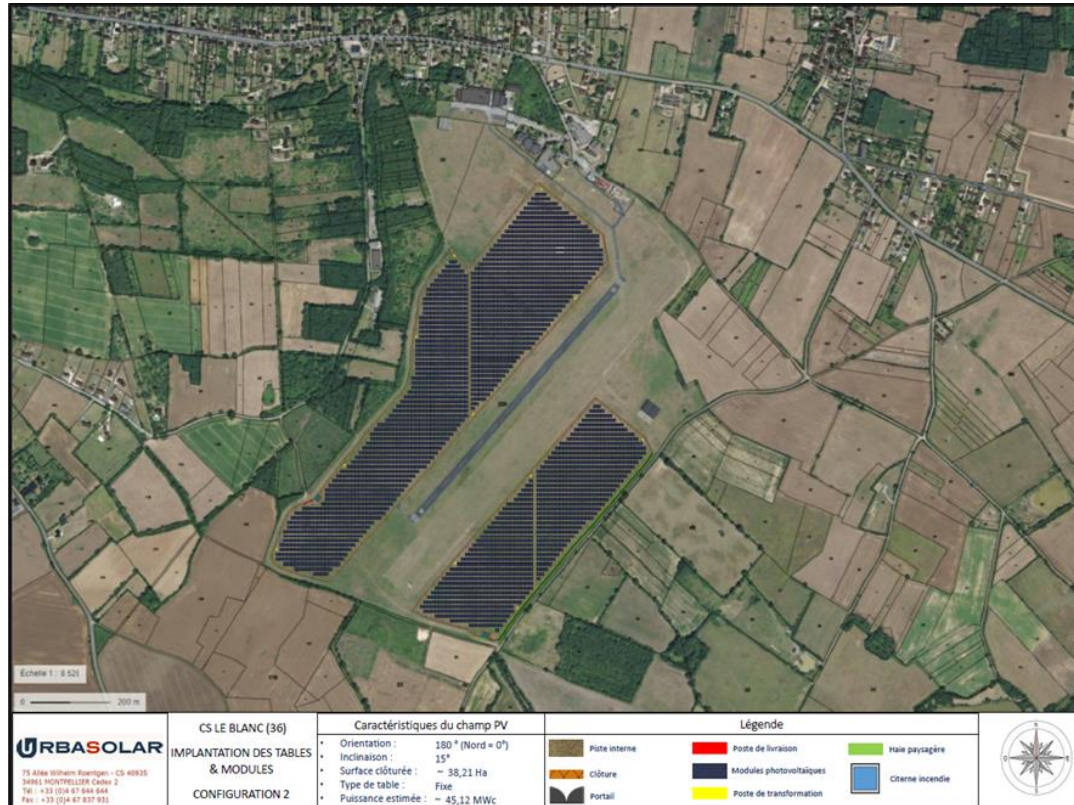 Échelle 1 : 8 526
0 200 m
URBASOLAR
75 Allée Wilhelm Roentgen - CS 40935
34961 MONTPELLIER Cedex 2
Tél : +33 (0)4 67 644 644
Fax : +33 (0)4 67 837 931
CS LE BLANC (36)
IMPLANTATION DES TABLES
& MODULES
CONFIGURATION 2
Caractéristiques du champ PV
• Orientation : 180 ° (Nord = 0°)
• Inclinaison : 15°
• Surface clôturée : ~ 38,21 Ha
• Type de table : Fixe
• Puissance estimée : ~ 45,12 MWc
Légende
Piste interne
Clôture
Portail
Poste de livraison
Modules photovoltaïques
Poste de transformation
Haie paysagère
Citerne incendie
N
O E
S